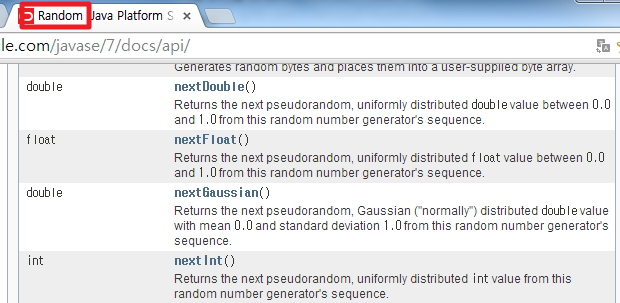 Random Java Platform S
le.com/javase/7/docs/api/
Generates random bytes and places them into a user-supplied byte array.
double nextDouble()
Returns the next pseudorandom, uniformly distributed double value between 0.0
and 1.0 from this random number generator's sequence.
float nextFloat()
Returns the next pseudorandom, uniformly distributed float value between 0.0
and 1.0 from this random number generator's sequence.
double nextGaussian()
Returns the next pseudorandom, Gaussian ("normally") distributed double value
with mean 0.0 and standard deviation 1.0 from this random number generator's
sequence.
int nextInt()
Returns the next pseudorandom, uniformly distributed int value from this
random number generator's sequence.